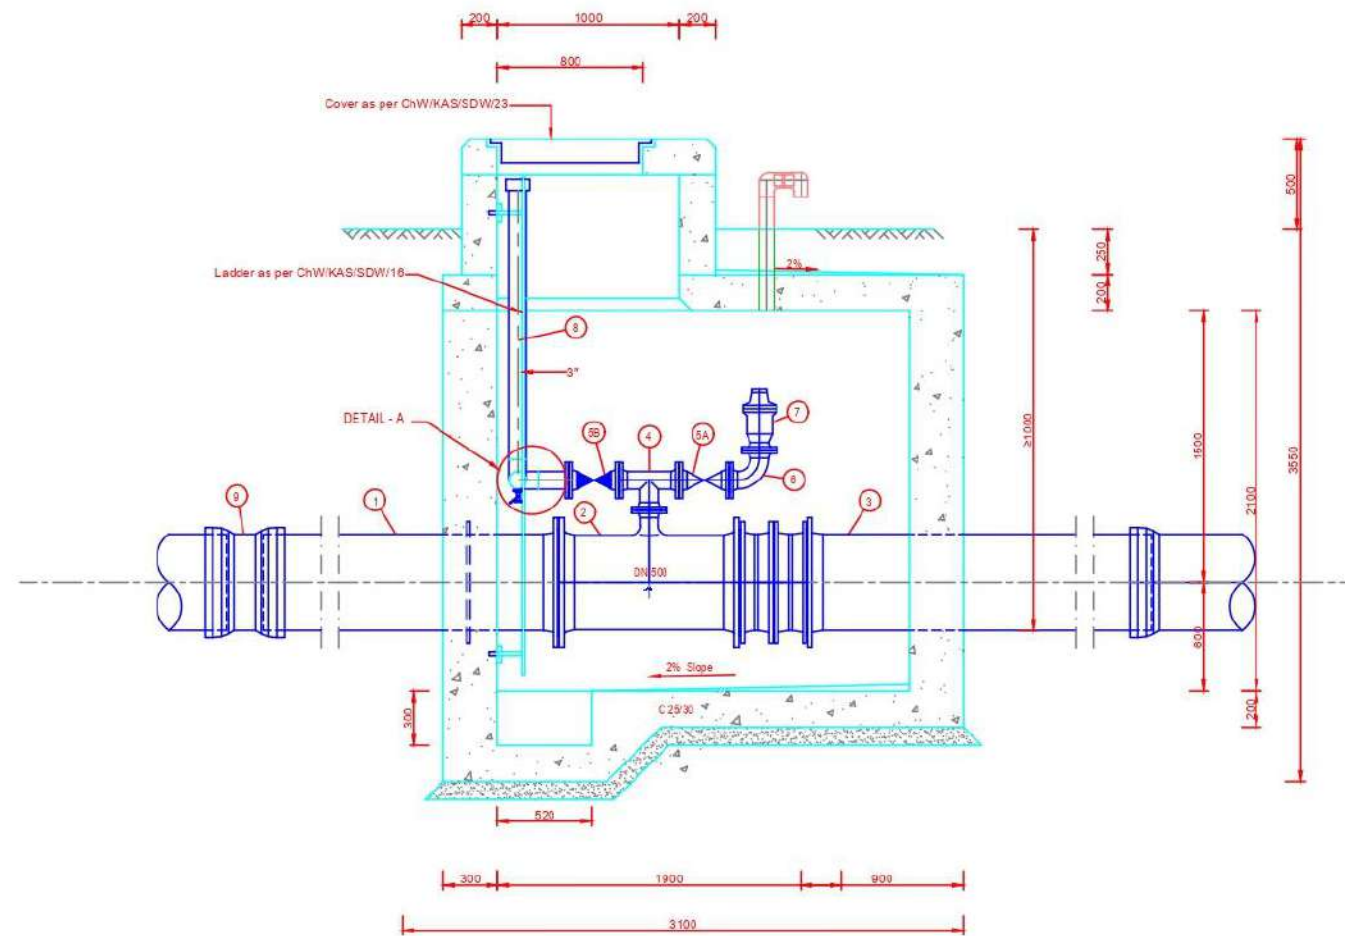 200 1000 200
800
Cover as per ChW/KAS/SDW/23
500
250
2%
Ladder as per ChW/KAS/SDW/16
200
8
3"
7
DETAIL - A
5B 4 5A
≥1000
1500
3550
6
2100
9 1 2 3
DN 500
600
2% Slope
300
C 25/30
200
520
300 1900 900
3100